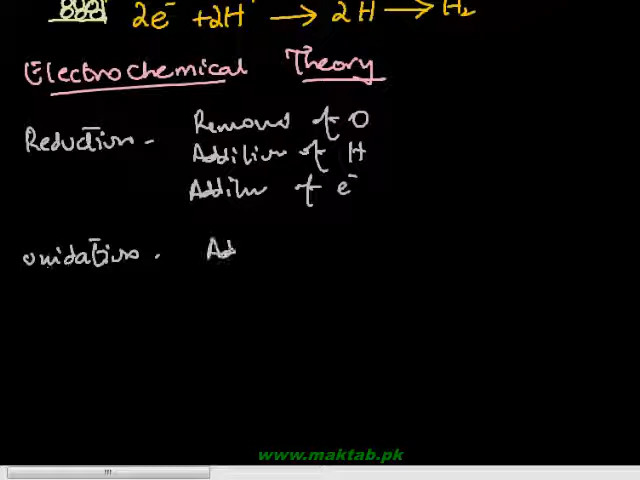 2e⁻ + 2H⁺ → 2H → H₂
Electrochemical Theory
Reduction - Removal of O
Addition of H
Addition of e⁻
oxidation. Ad
www.maktab.pk